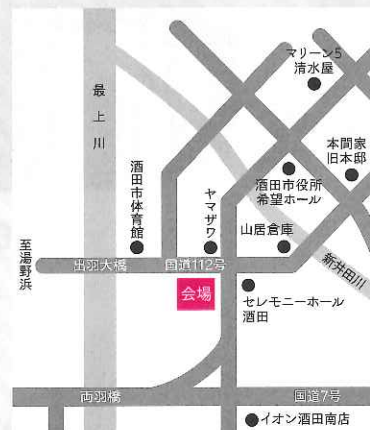 マリーン5
清水屋
最上川
本間家
旧本邸
酒田市体育館
ヤマザワ
酒田市役所
希望ホール
山居倉庫
至湯野浜
出羽大橋
国道112号
新井田川
会場
セレモニーホール
酒田
両羽橋
国道7号
イオン酒田南店